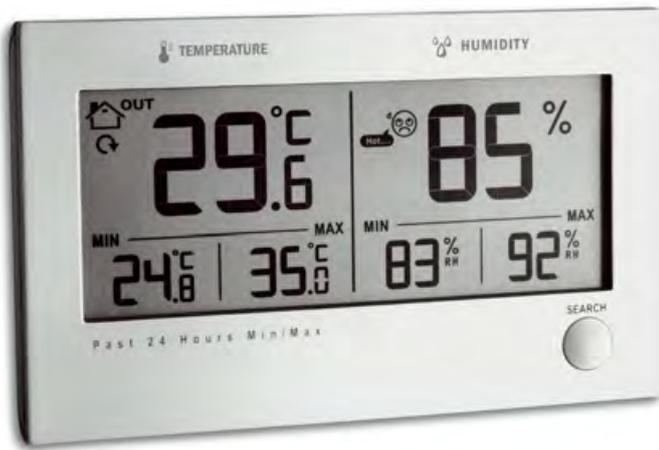 TEMPERATURE
HUMIDITY
OUT
29.6 °C
Hot...
85 %
MIN MAX
24.8 °C 35.0 °C
MIN MAX
83 % RH 92 % RH
Past 24 Hours Min/Max
SEARCH